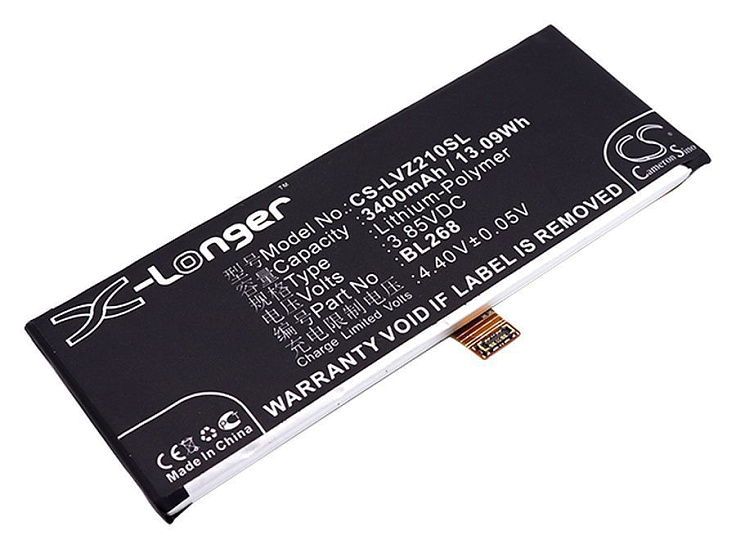 X-Longer™
型号Model No.:CS-LVZ210SL
容量Capacity :3400mAh / 13.09Wh
规格Type :Lithium-Polymer
电压Volts :3.85VDC
编号Part No :BL268
充电限制电压 :4.40V±0.05V
Charge Limited Volts
WARRANTY VOID IF LABEL IS REMOVED
CS
Cameron Sino
CE
Made in China